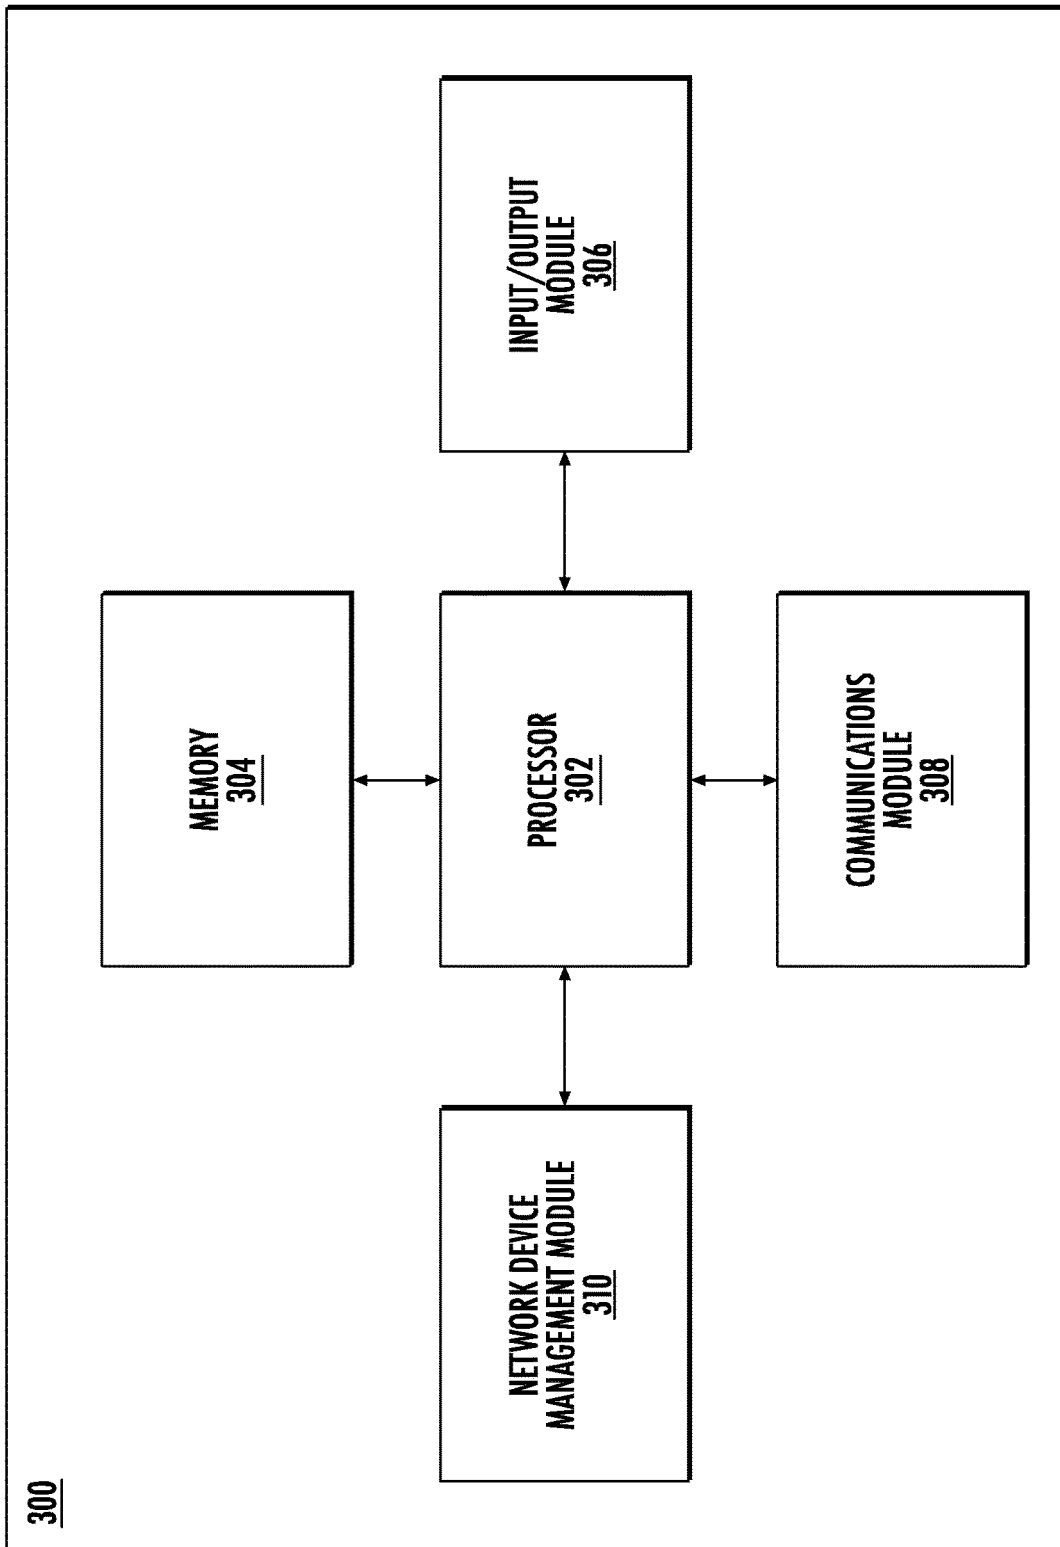 300
MEMORY
304
NETWORK DEVICE
MANAGEMENT MODULE
310
PROCESSOR
302
INPUT/OUTPUT
MODULE
306
COMMUNICATIONS
MODULE
308